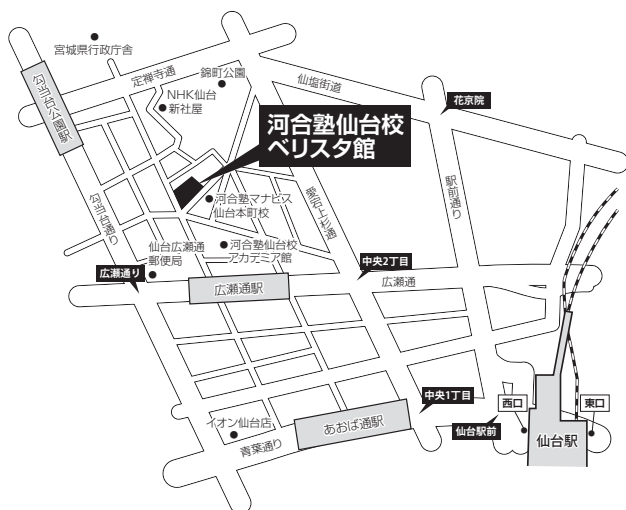 宮城県行政庁舎
勾当台公園駅
定禅寺通
錦町公園
NHK仙台
新社屋
仙塩街道
花京院
河合塾仙台校
ベリスタ館
河合塾マナビス
仙台本町校
勾当台通り
愛宕上杉通
駅前通り
仙台広瀬通
郵便局
河合塾仙台校
アカデミア館
広瀬通り
広瀬通駅
中央2丁目
広瀬通
中央1丁目
イオン仙台店
青葉通り
あおば通駅
仙台駅前
西口
東口
仙台駅